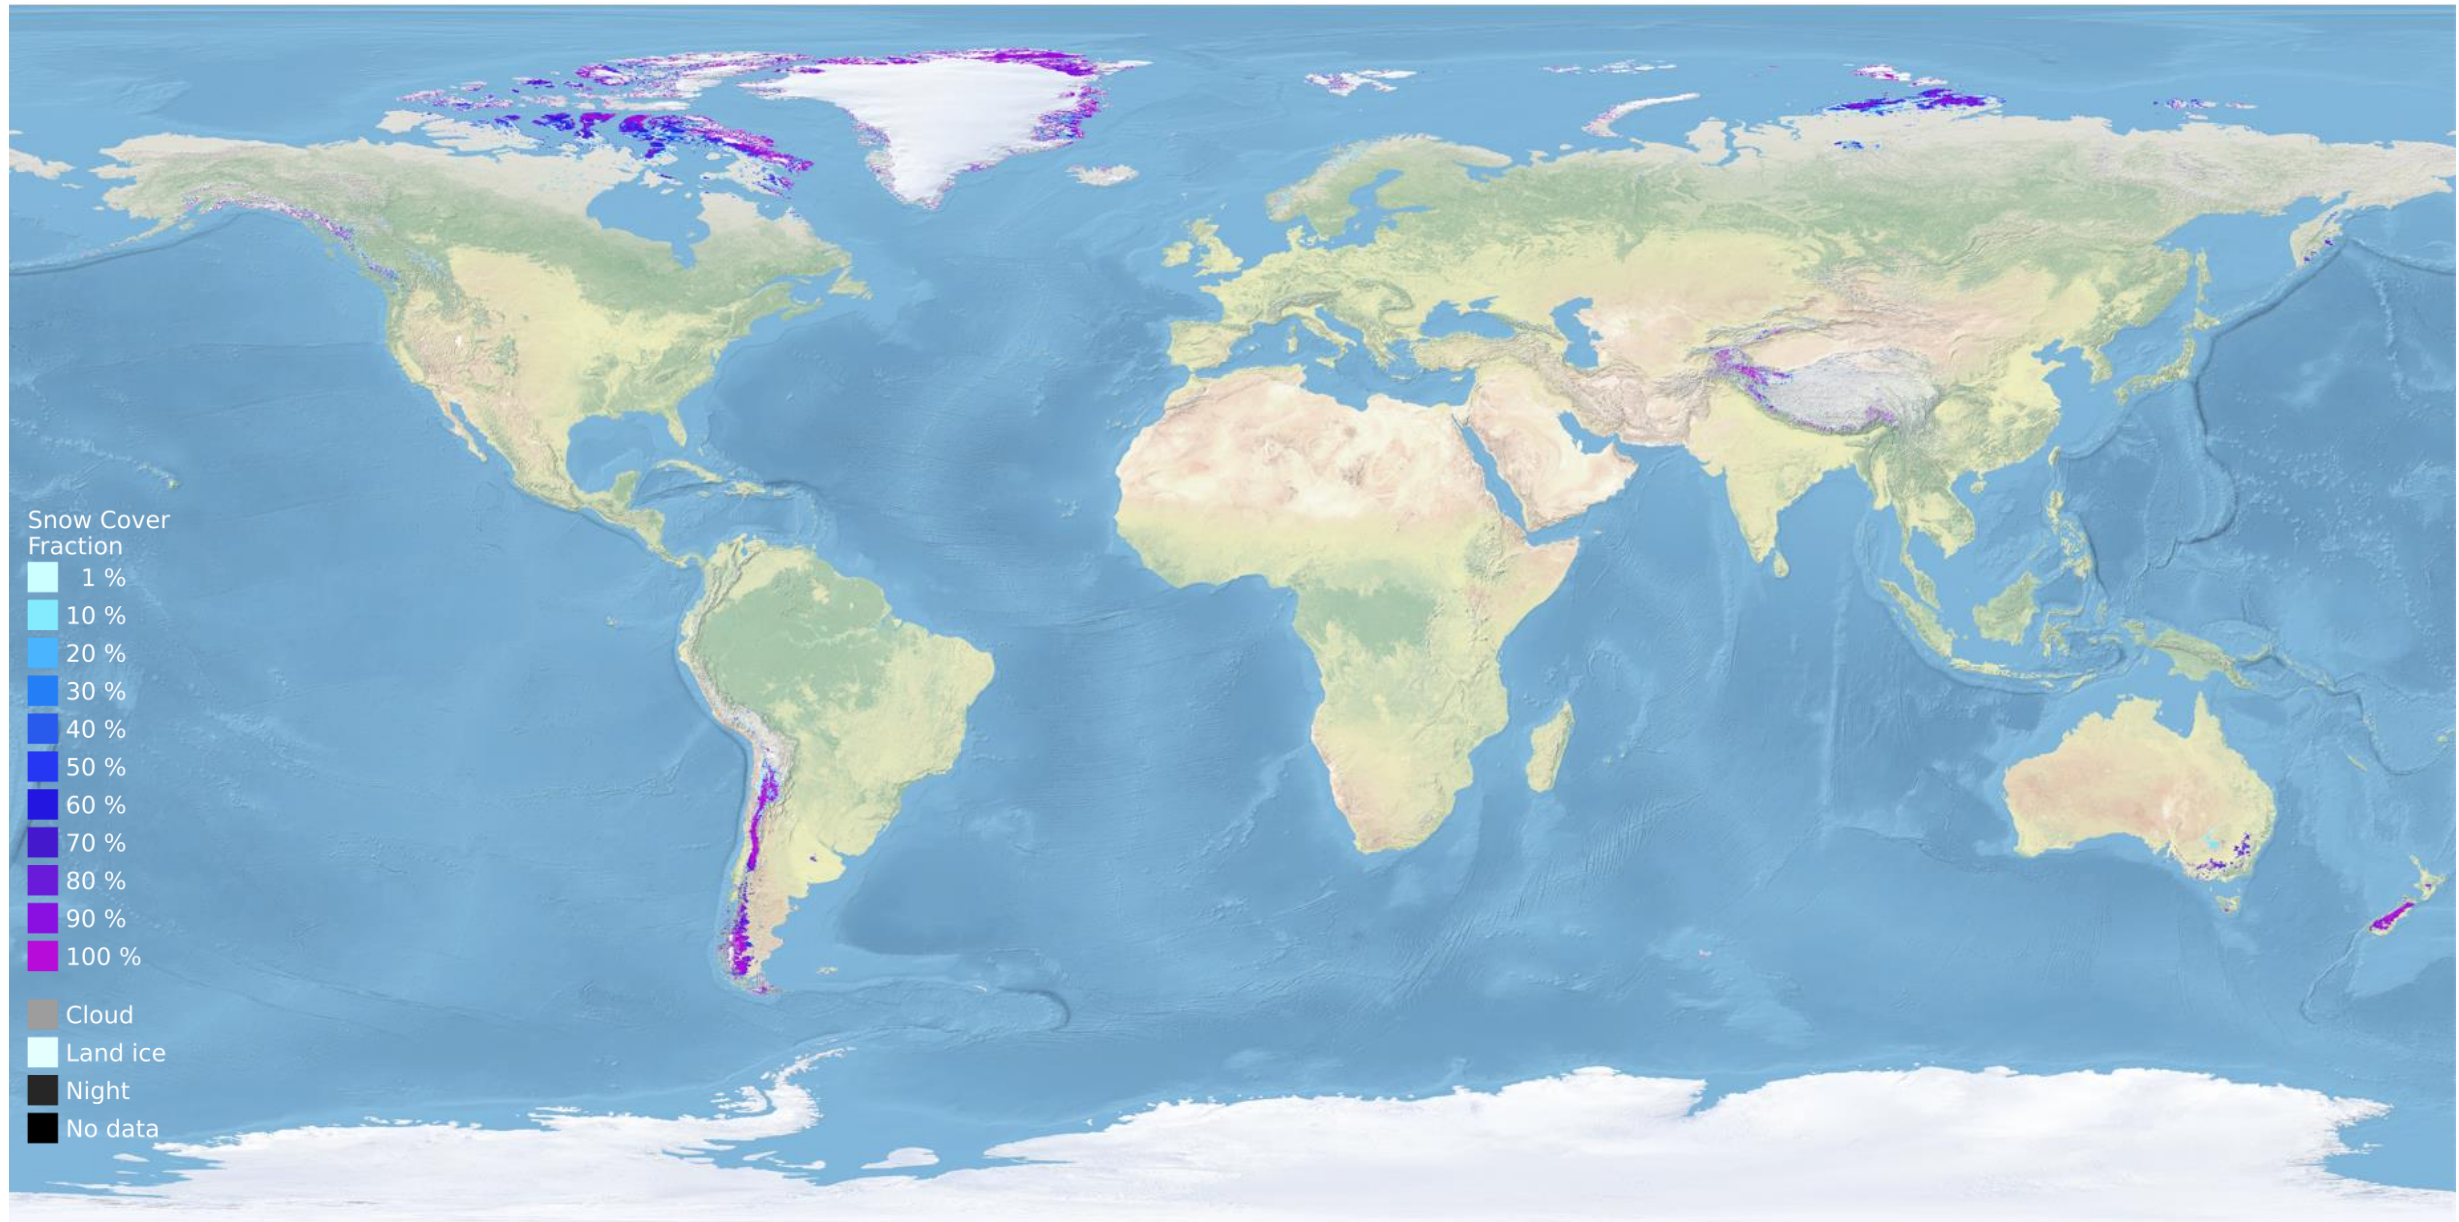 Snow Cover
Fraction
1 %
10 %
20 %
30 %
40 %
50 %
60 %
70 %
80 %
90 %
100 %
Cloud
Land ice
Night
No data